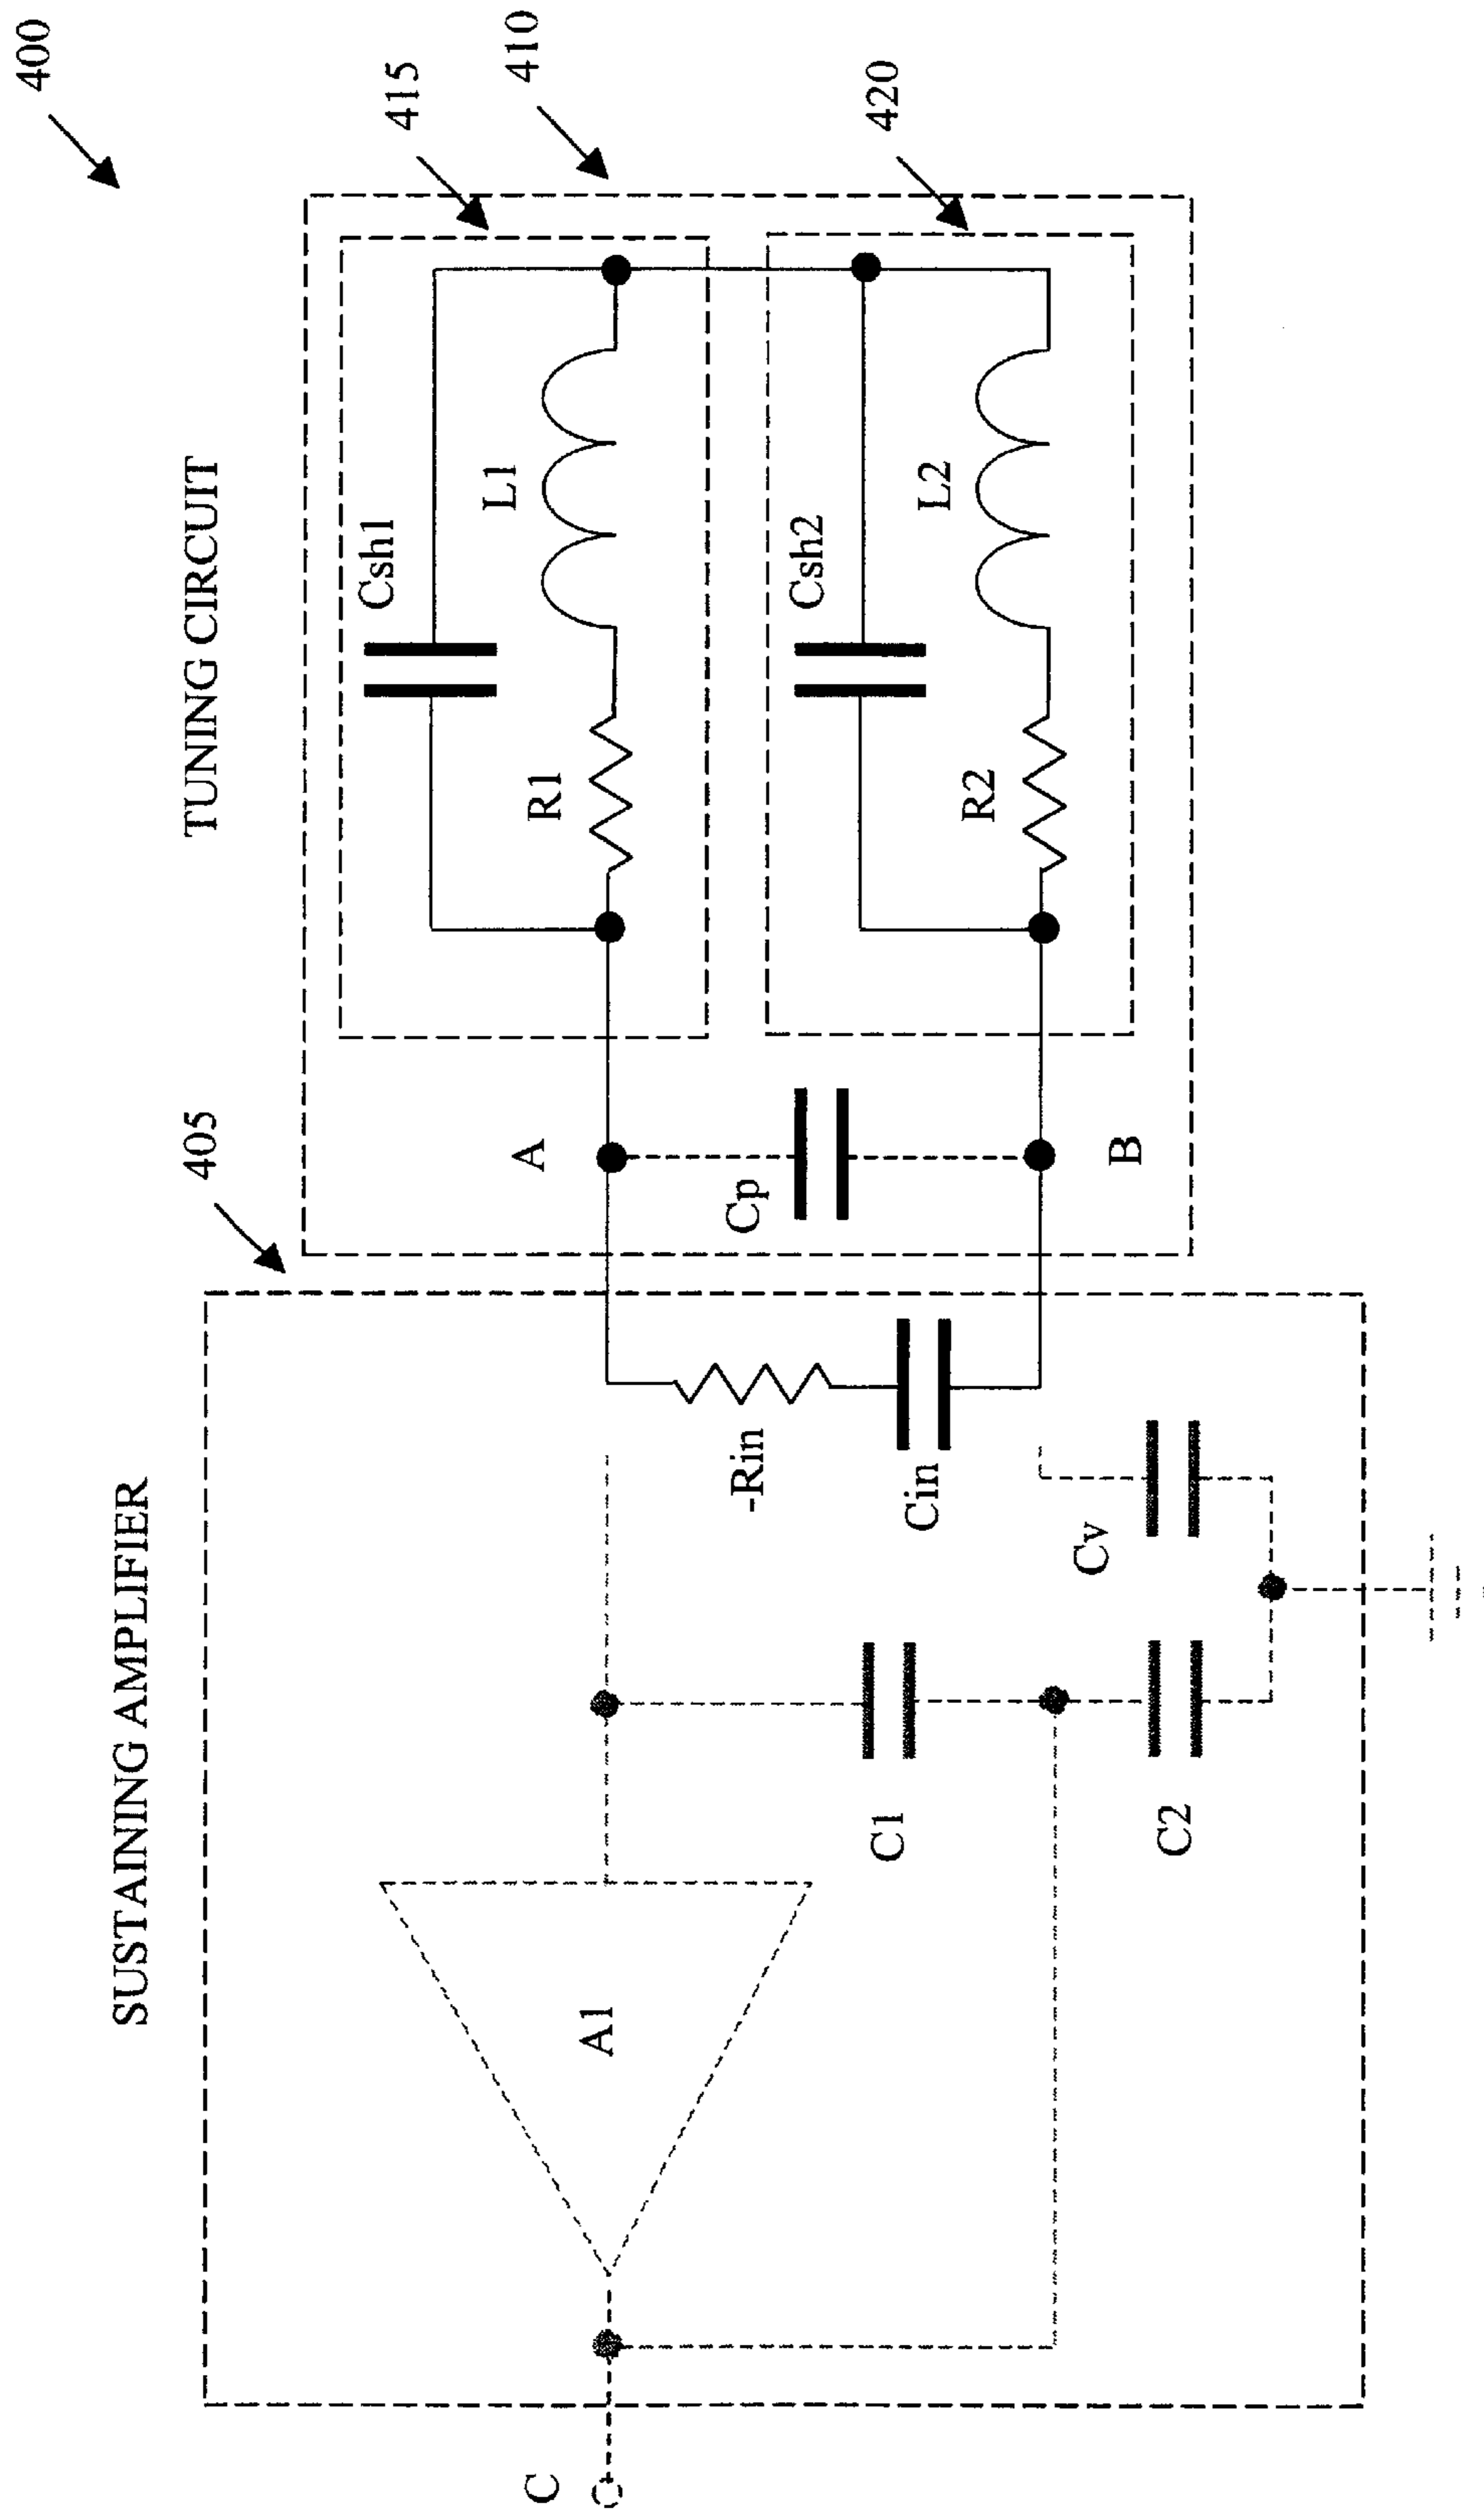 400
SUSTAINING AMPLIFIER
405
TUNING CIRCUIT
415
410
420
C
A1
C1
C2
Cv
-Rin
Cin
A
Cp
B
Csh1
R1
L1
Csh2
R2
L2